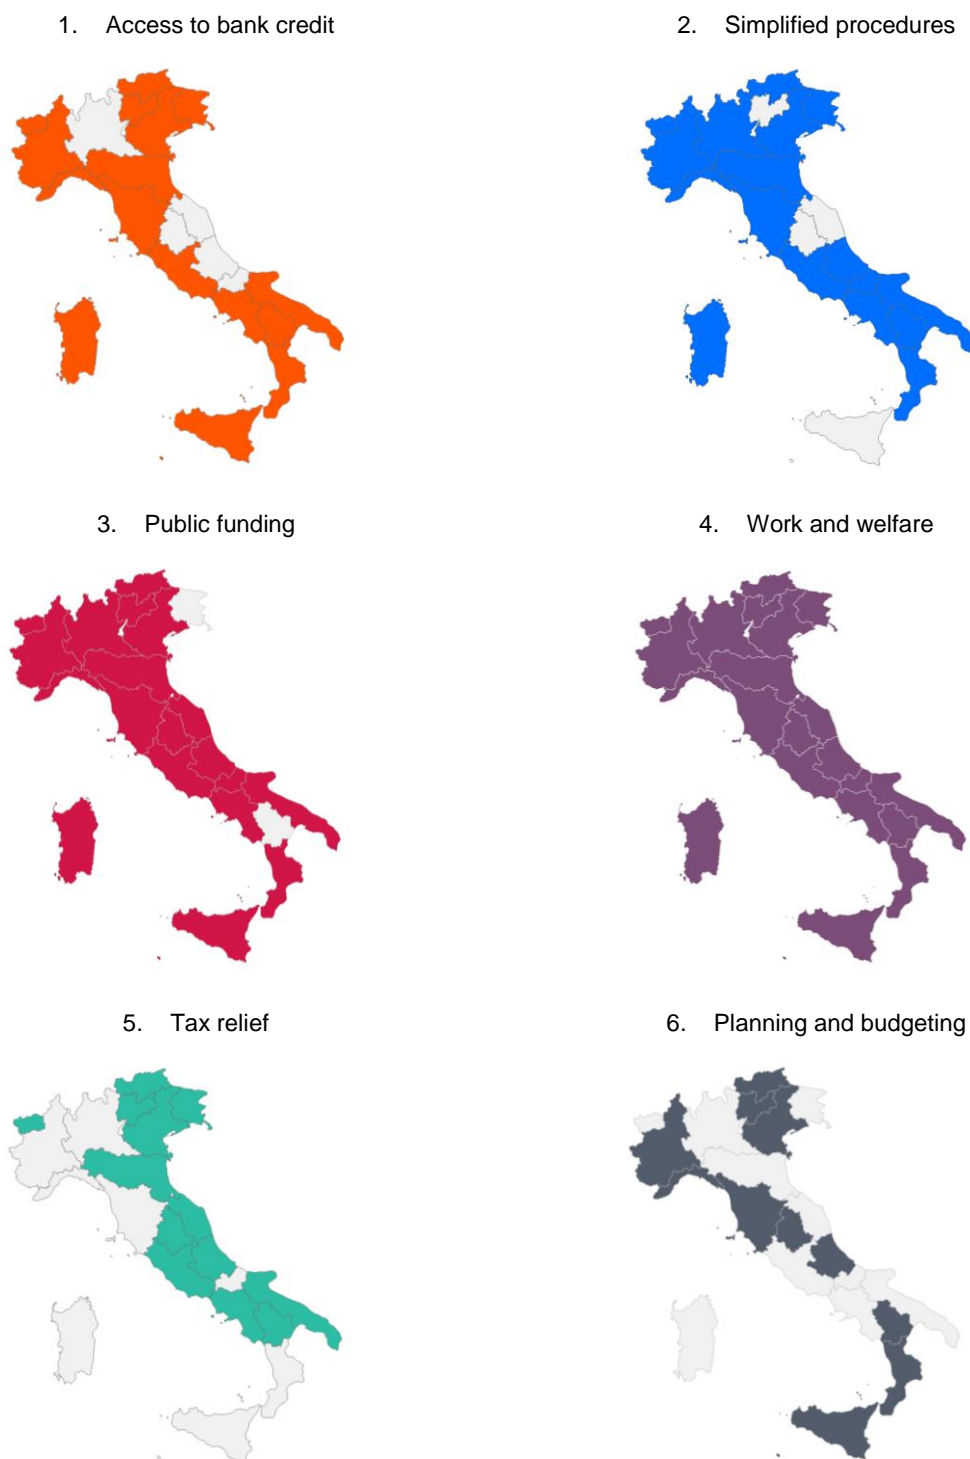 1. Access to bank credit
2. Simplified procedures
3. Public funding
4. Work and welfare
5. Tax relief
6. Planning and budgeting